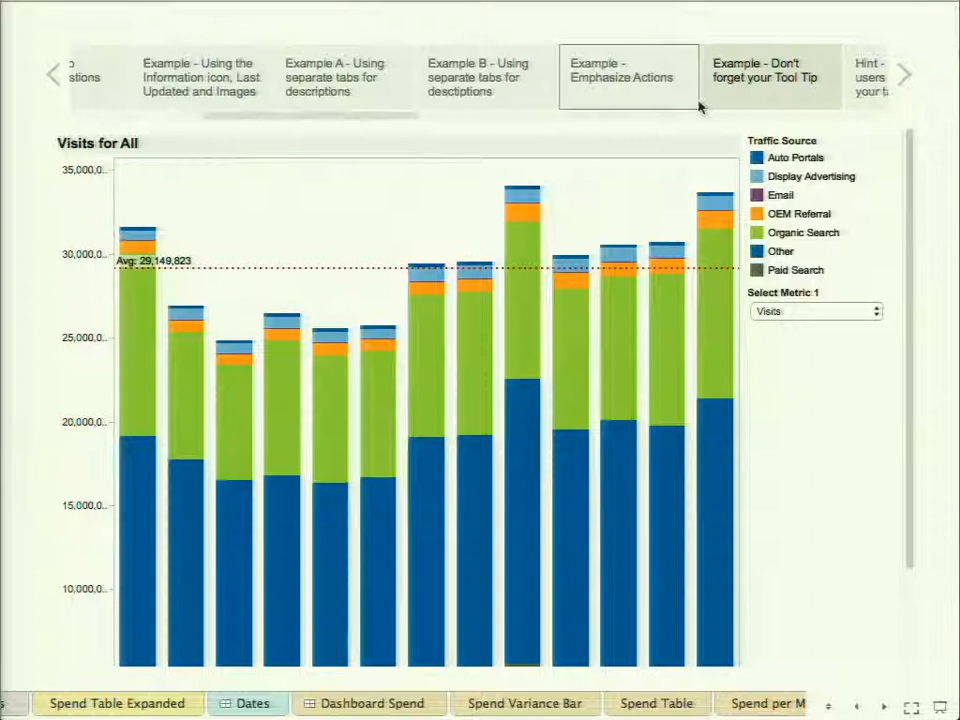 stions
Example - Using the
Information icon, Last
Updated and Images
Example A - Using
separate tabs for
descriptions
Example B - Using
separate tabs for
desctiptions
Example -
Emphasize Actions
Example - Don't
forget your Tool Tip
Hint -
users
your t
Visits for All
35,000,0..
30,000,0..
25,000,0..
20,000,0..
15,000,0..
10,000,0..
Avg: 29,149,823
Traffic Source
Auto Portals
Display Advertising
Email
OEM Referral
Organic Search
Other
Paid Search
Select Metric 1
Visits
s
Spend Table Expanded
Dates
Dashboard Spend
Spend Variance Bar
Spend Table
Spend per M